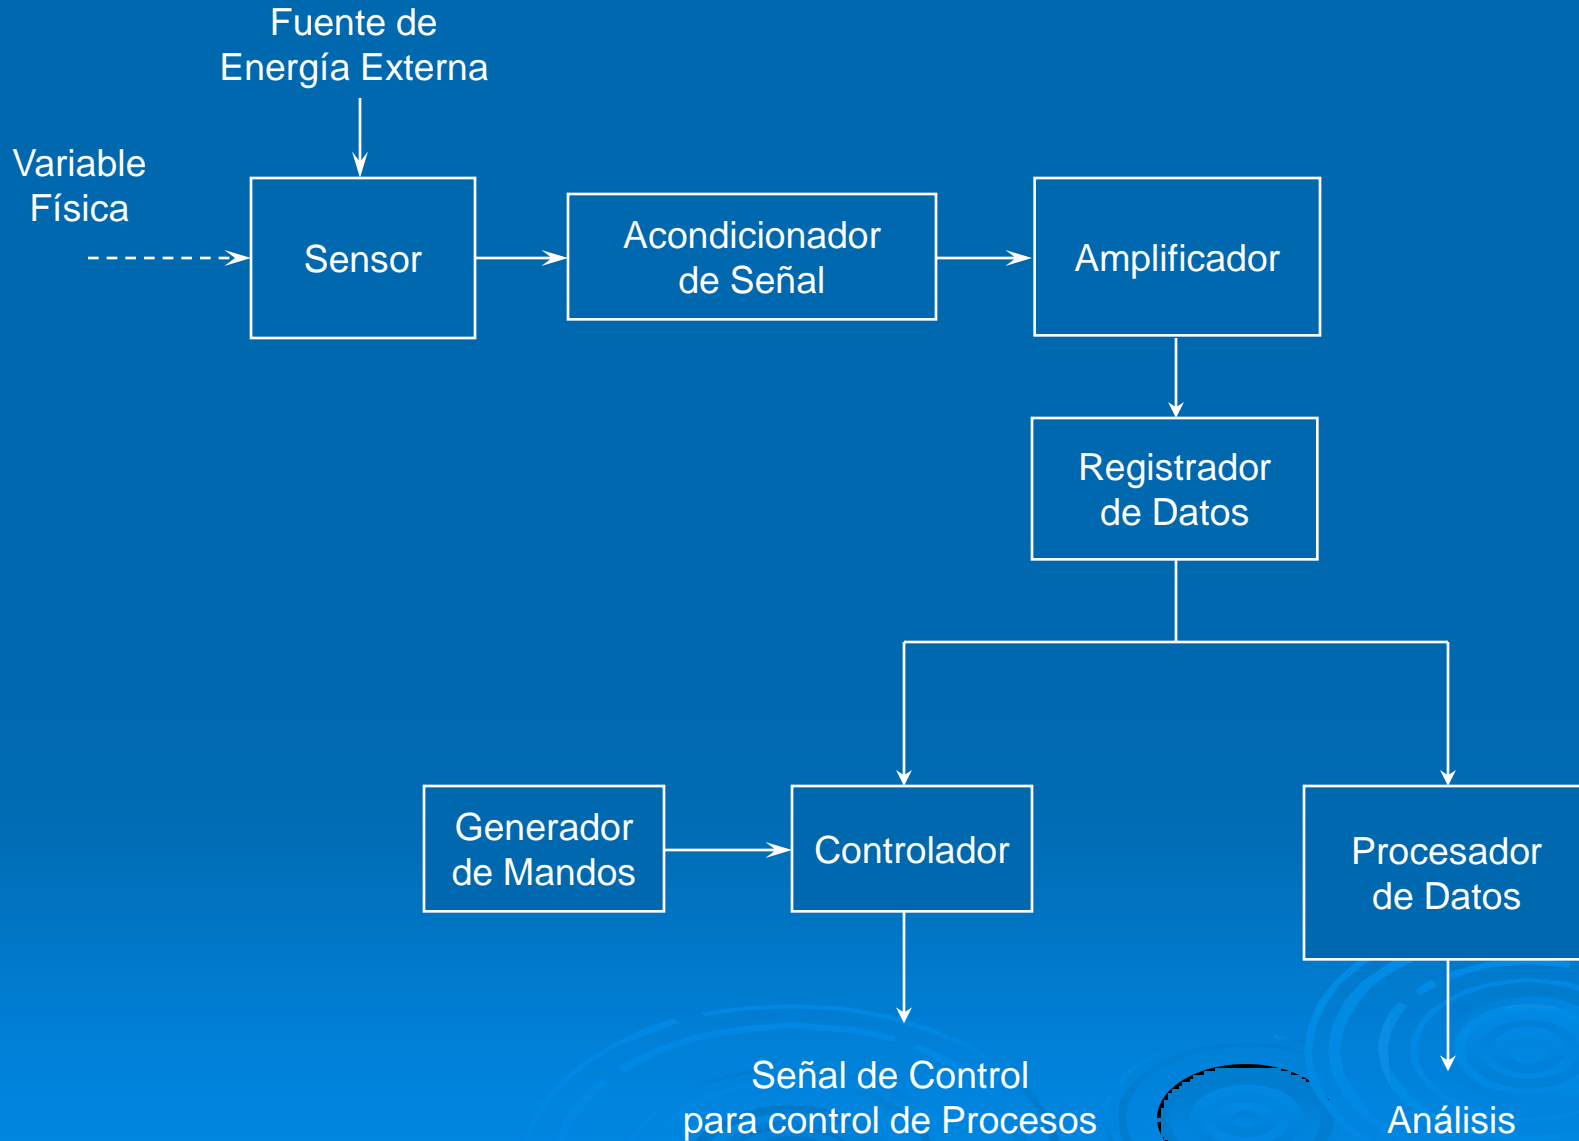 Fuente de
Energía Externa
Variable
Física
Sensor
Acondicionador
de Señal
Amplificador
Registrador
de Datos
Generador
de Mandos
Controlador
Procesador
de Datos
Señal de Control
para control de Procesos
Análisis